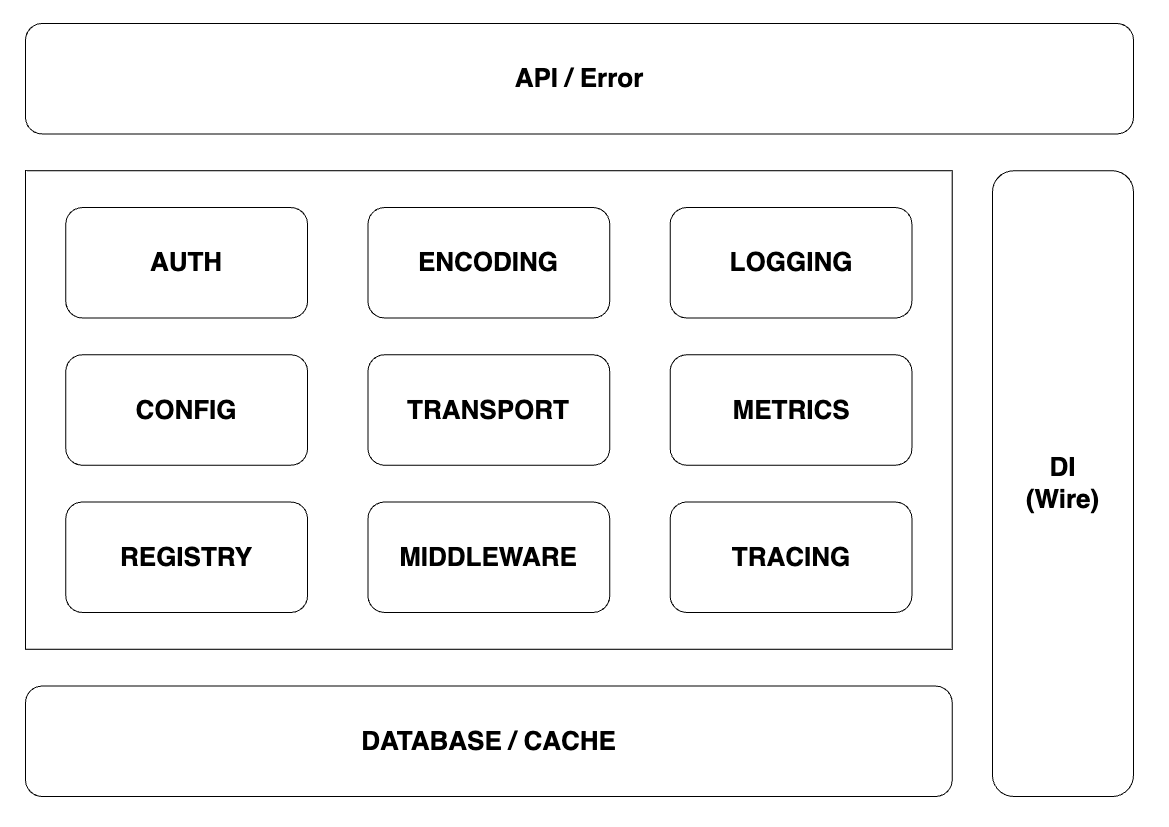 API / Error
AUTH
ENCODING
LOGGING
CONFIG
TRANSPORT
METRICS
REGISTRY
MIDDLEWARE
TRACING
DI
(Wire)
DATABASE / CACHE